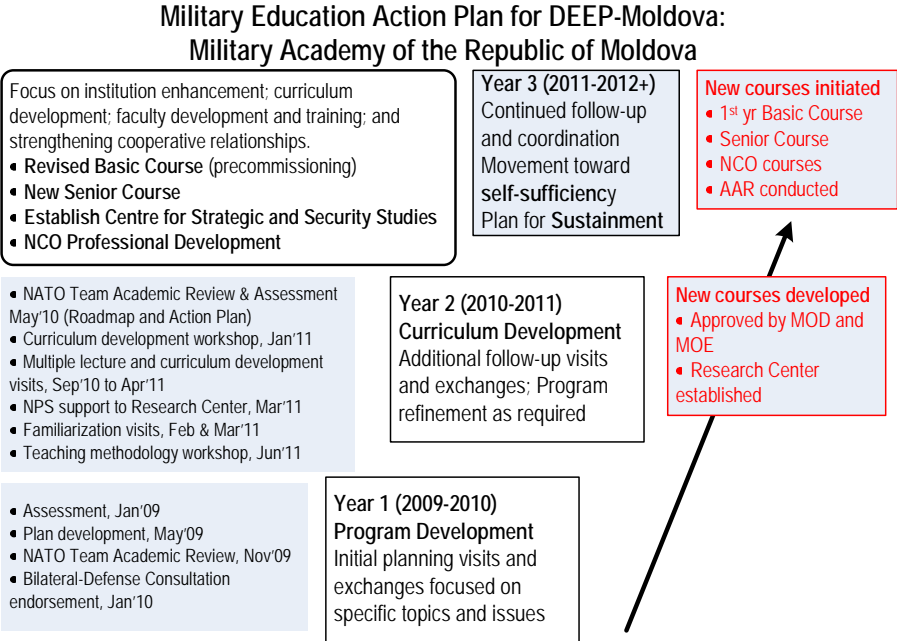 Military Education Action Plan for DEEP-Moldova:
Military Academy of the Republic of Moldova
Focus on institution enhancement; curriculum
development; faculty development and training; and
strengthening cooperative relationships.
• Revised Basic Course (precommissioning)
• New Senior Course
• Establish Centre for Strategic and Security Studies
• NCO Professional Development
Year 3 (2011-2012+)
Continued follow-up
and coordination
Movement toward
self-sufficiency
Plan for Sustainment
New courses initiated
• 1st yr Basic Course
• Senior Course
• NCO courses
• AAR conducted
• NATO Team Academic Review & Assessment
May'10 (Roadmap and Action Plan)
• Curriculum development workshop, Jan'11
• Multiple lecture and curriculum development
visits, Sep'10 to Apr'11
• NPS support to Research Center, Mar'11
• Familiarization visits, Feb & Mar'11
• Teaching methodology workshop, Jun'11
Year 2 (2010-2011)
Curriculum Development
Additional follow-up visits
and exchanges; Program
refinement as required
New courses developed
• Approved by MOD and
MOE
• Research Center
established
• Assessment, Jan'09
• Plan development, May'09
• NATO Team Academic Review, Nov'09
• Bilateral-Defense Consultation
endorsement, Jan'10
Year 1 (2009-2010)
Program Development
Initial planning visits and
exchanges focused on
specific topics and issues